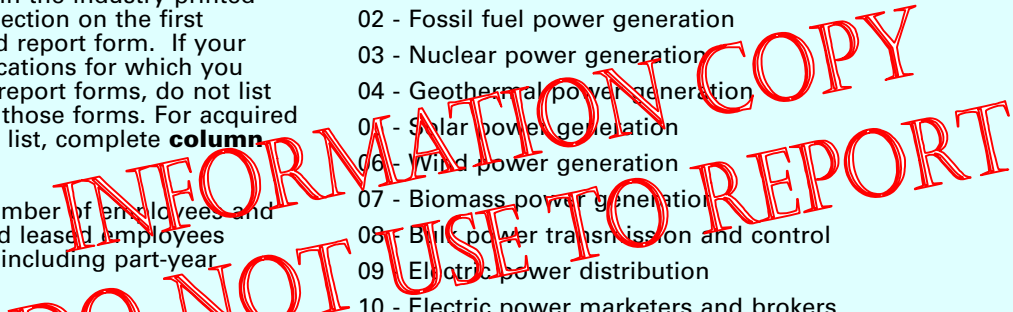 in the industry printed
ection on the first
d report form. If your
cations for which you
report forms, do not list
those forms. For acquired
list, complete column
mber of employees and
d leased employees
including part-year
02 - Fossil fuel power generation
03 - Nuclear power generation
04 - Geothermal power generation
05 - Solar power generation
06 - Wind power generation
07 - Biomass power generation
08 - Bulk power transmission and control
09 - Electric power distribution
10 - Electric power marketers and brokers
INFORMATION COPY
DO NOT USE TO REPORT